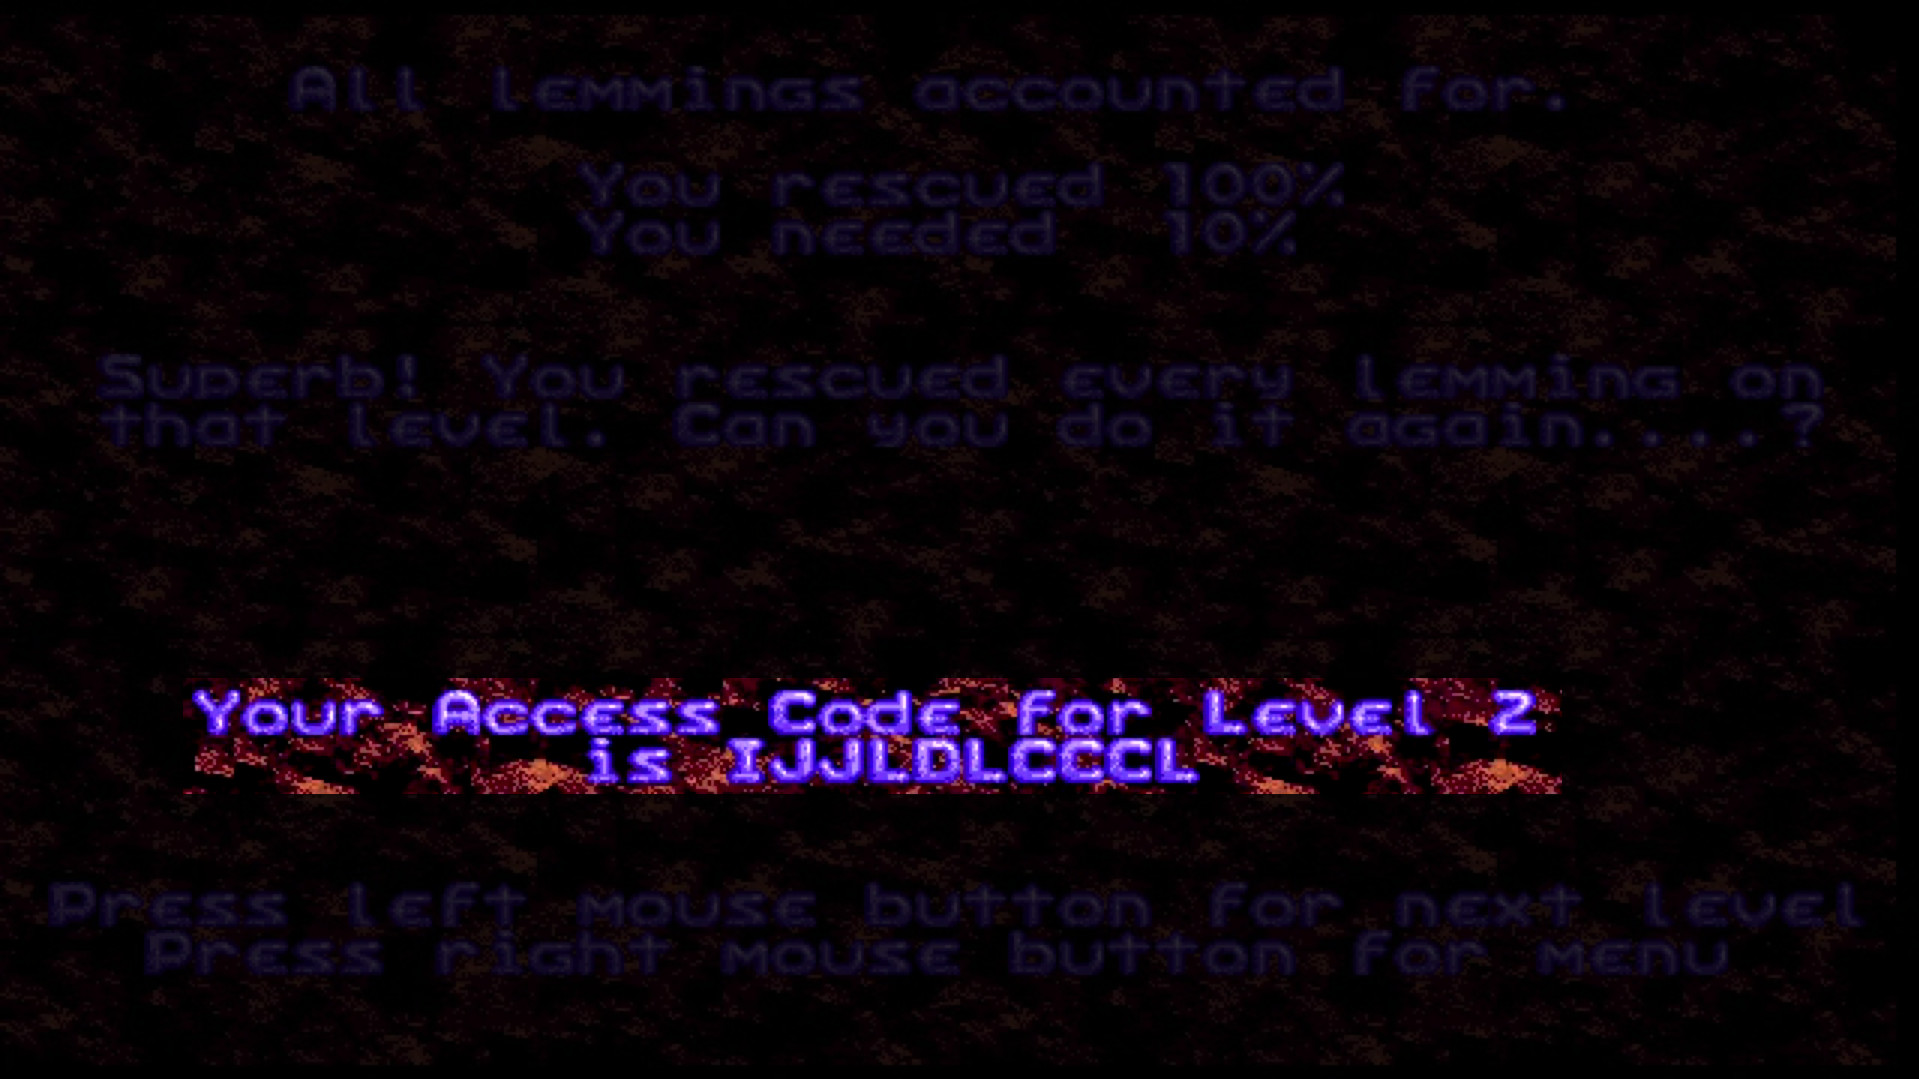 All lemmings accounted for.
You rescued 100%
You needed 10%
Superb! You rescued every lemming on
that level. Can you do it again....?
Your Access Code for Level 2
is IJJLDLCCCL
Press left mouse button for next level
Press right mouse button for menu